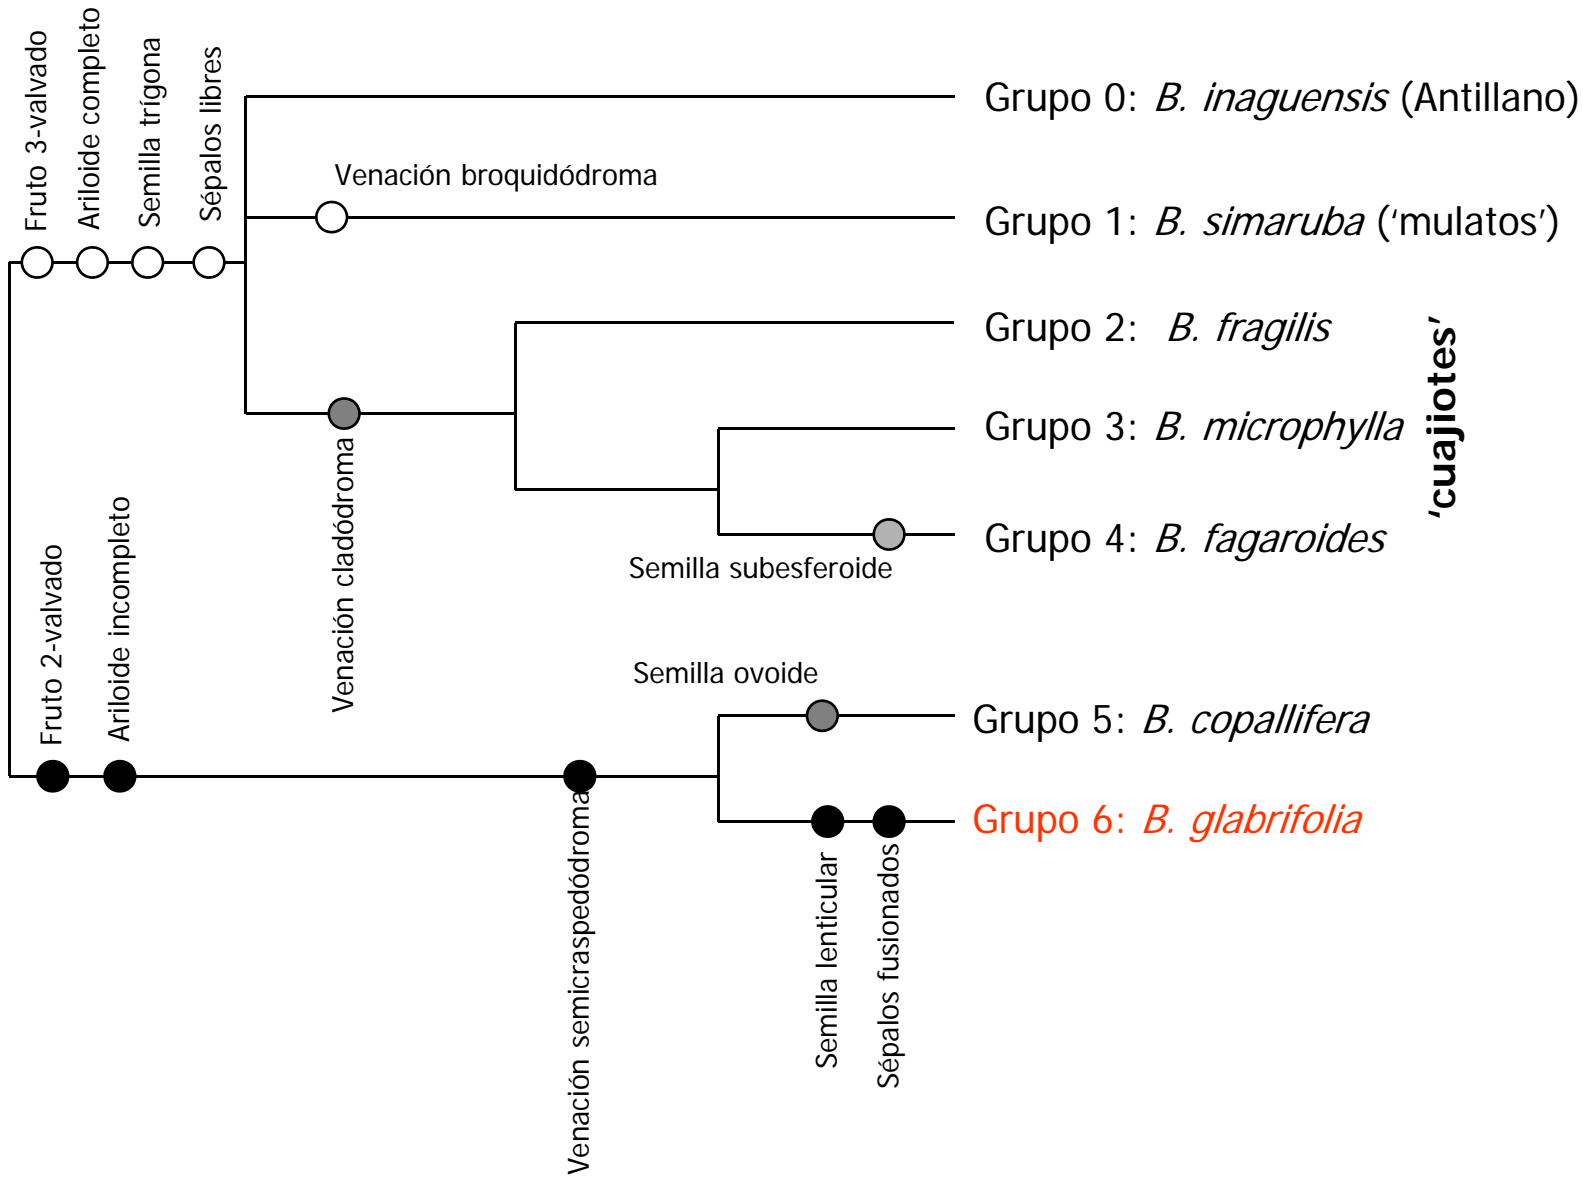 Fruto 3-valvado
Ariloide completo
Semilla trígona
Sépalos libres
Grupo 0: B. inaguensis (Antillano)
Venación broquidódroma
Grupo 1: B. simaruba (‘mulatos’)
Grupo 2: B. fragilis
Venación cladódroma
Grupo 3: B. microphylla
‘cuajiotes’
Grupo 4: B. fagaroides
Semilla subesferoide
Fruto 2-valvado
Ariloide incompleto
Semilla ovoide
Grupo 5: B. copallifera
Venación semicraspedódroma
Grupo 6: B. glabrifolia
Semilla lenticular
Sépalos fusionados